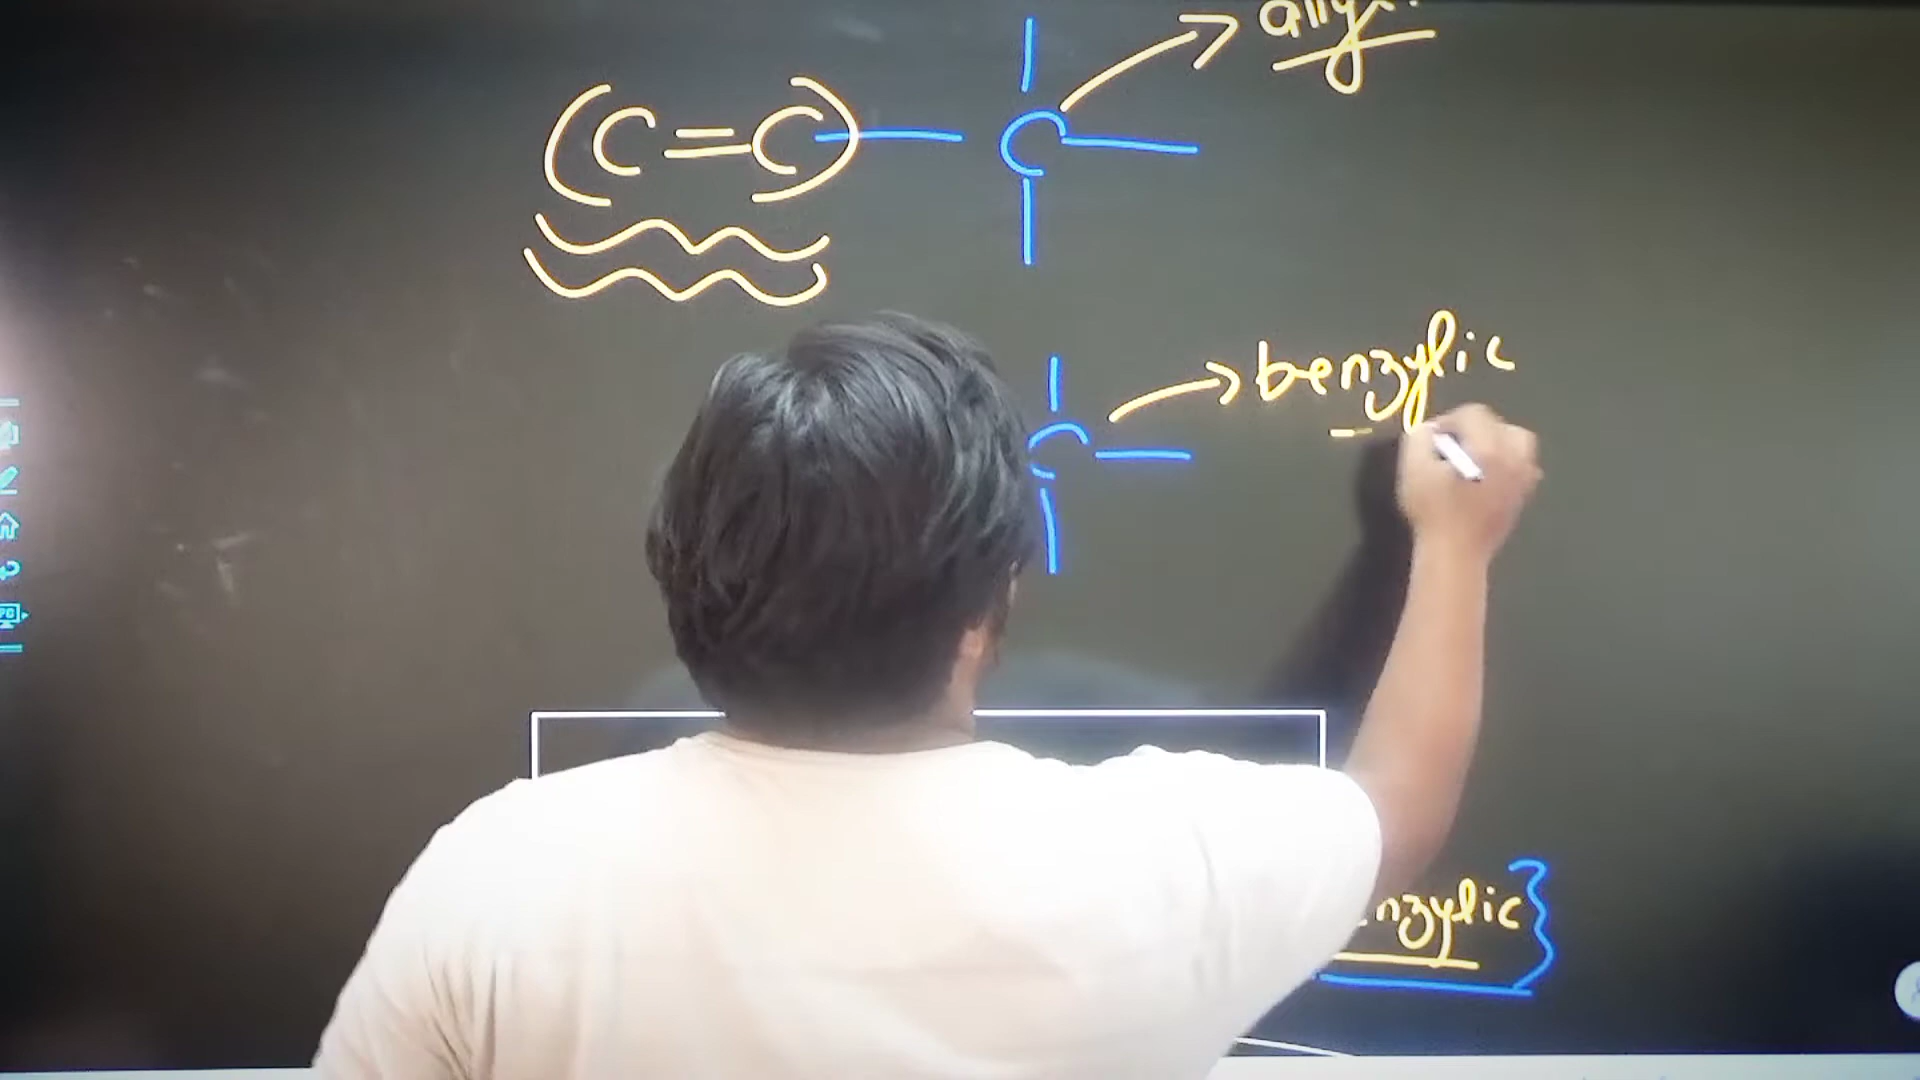 (C=C)— C
C → benzylic
nzylic }